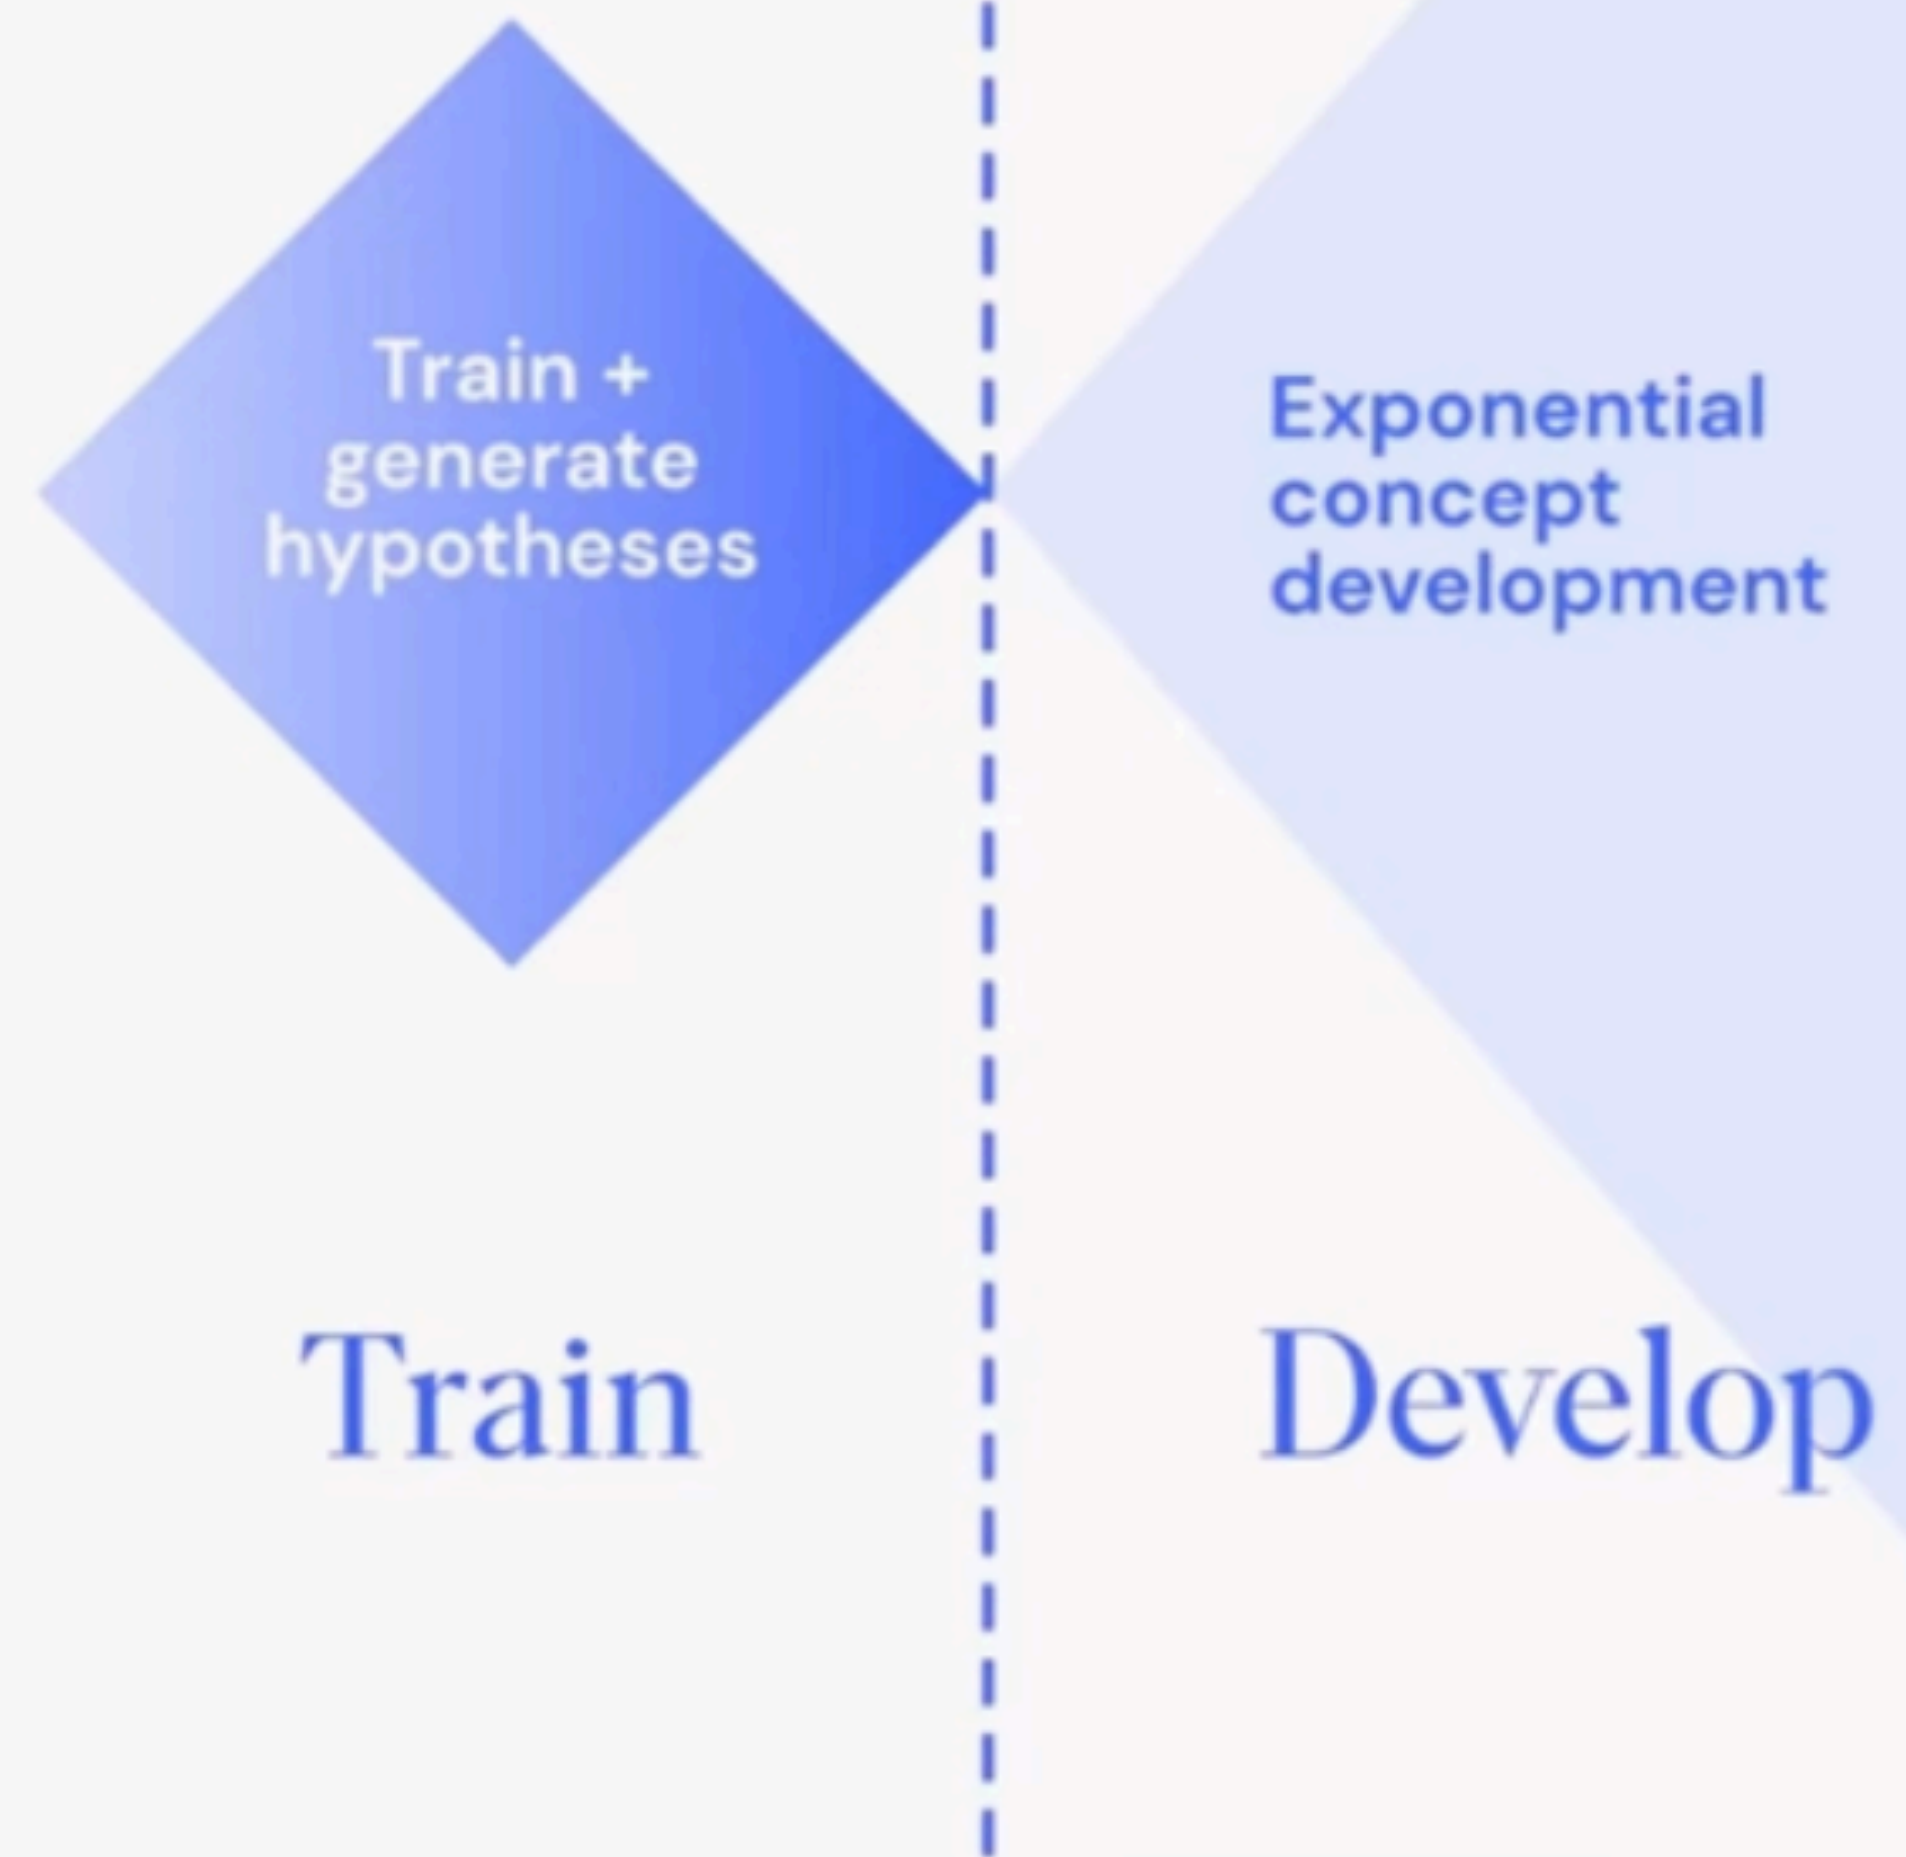 Train +
generate
hypotheses
Exponential
concept
development
Train
Develop